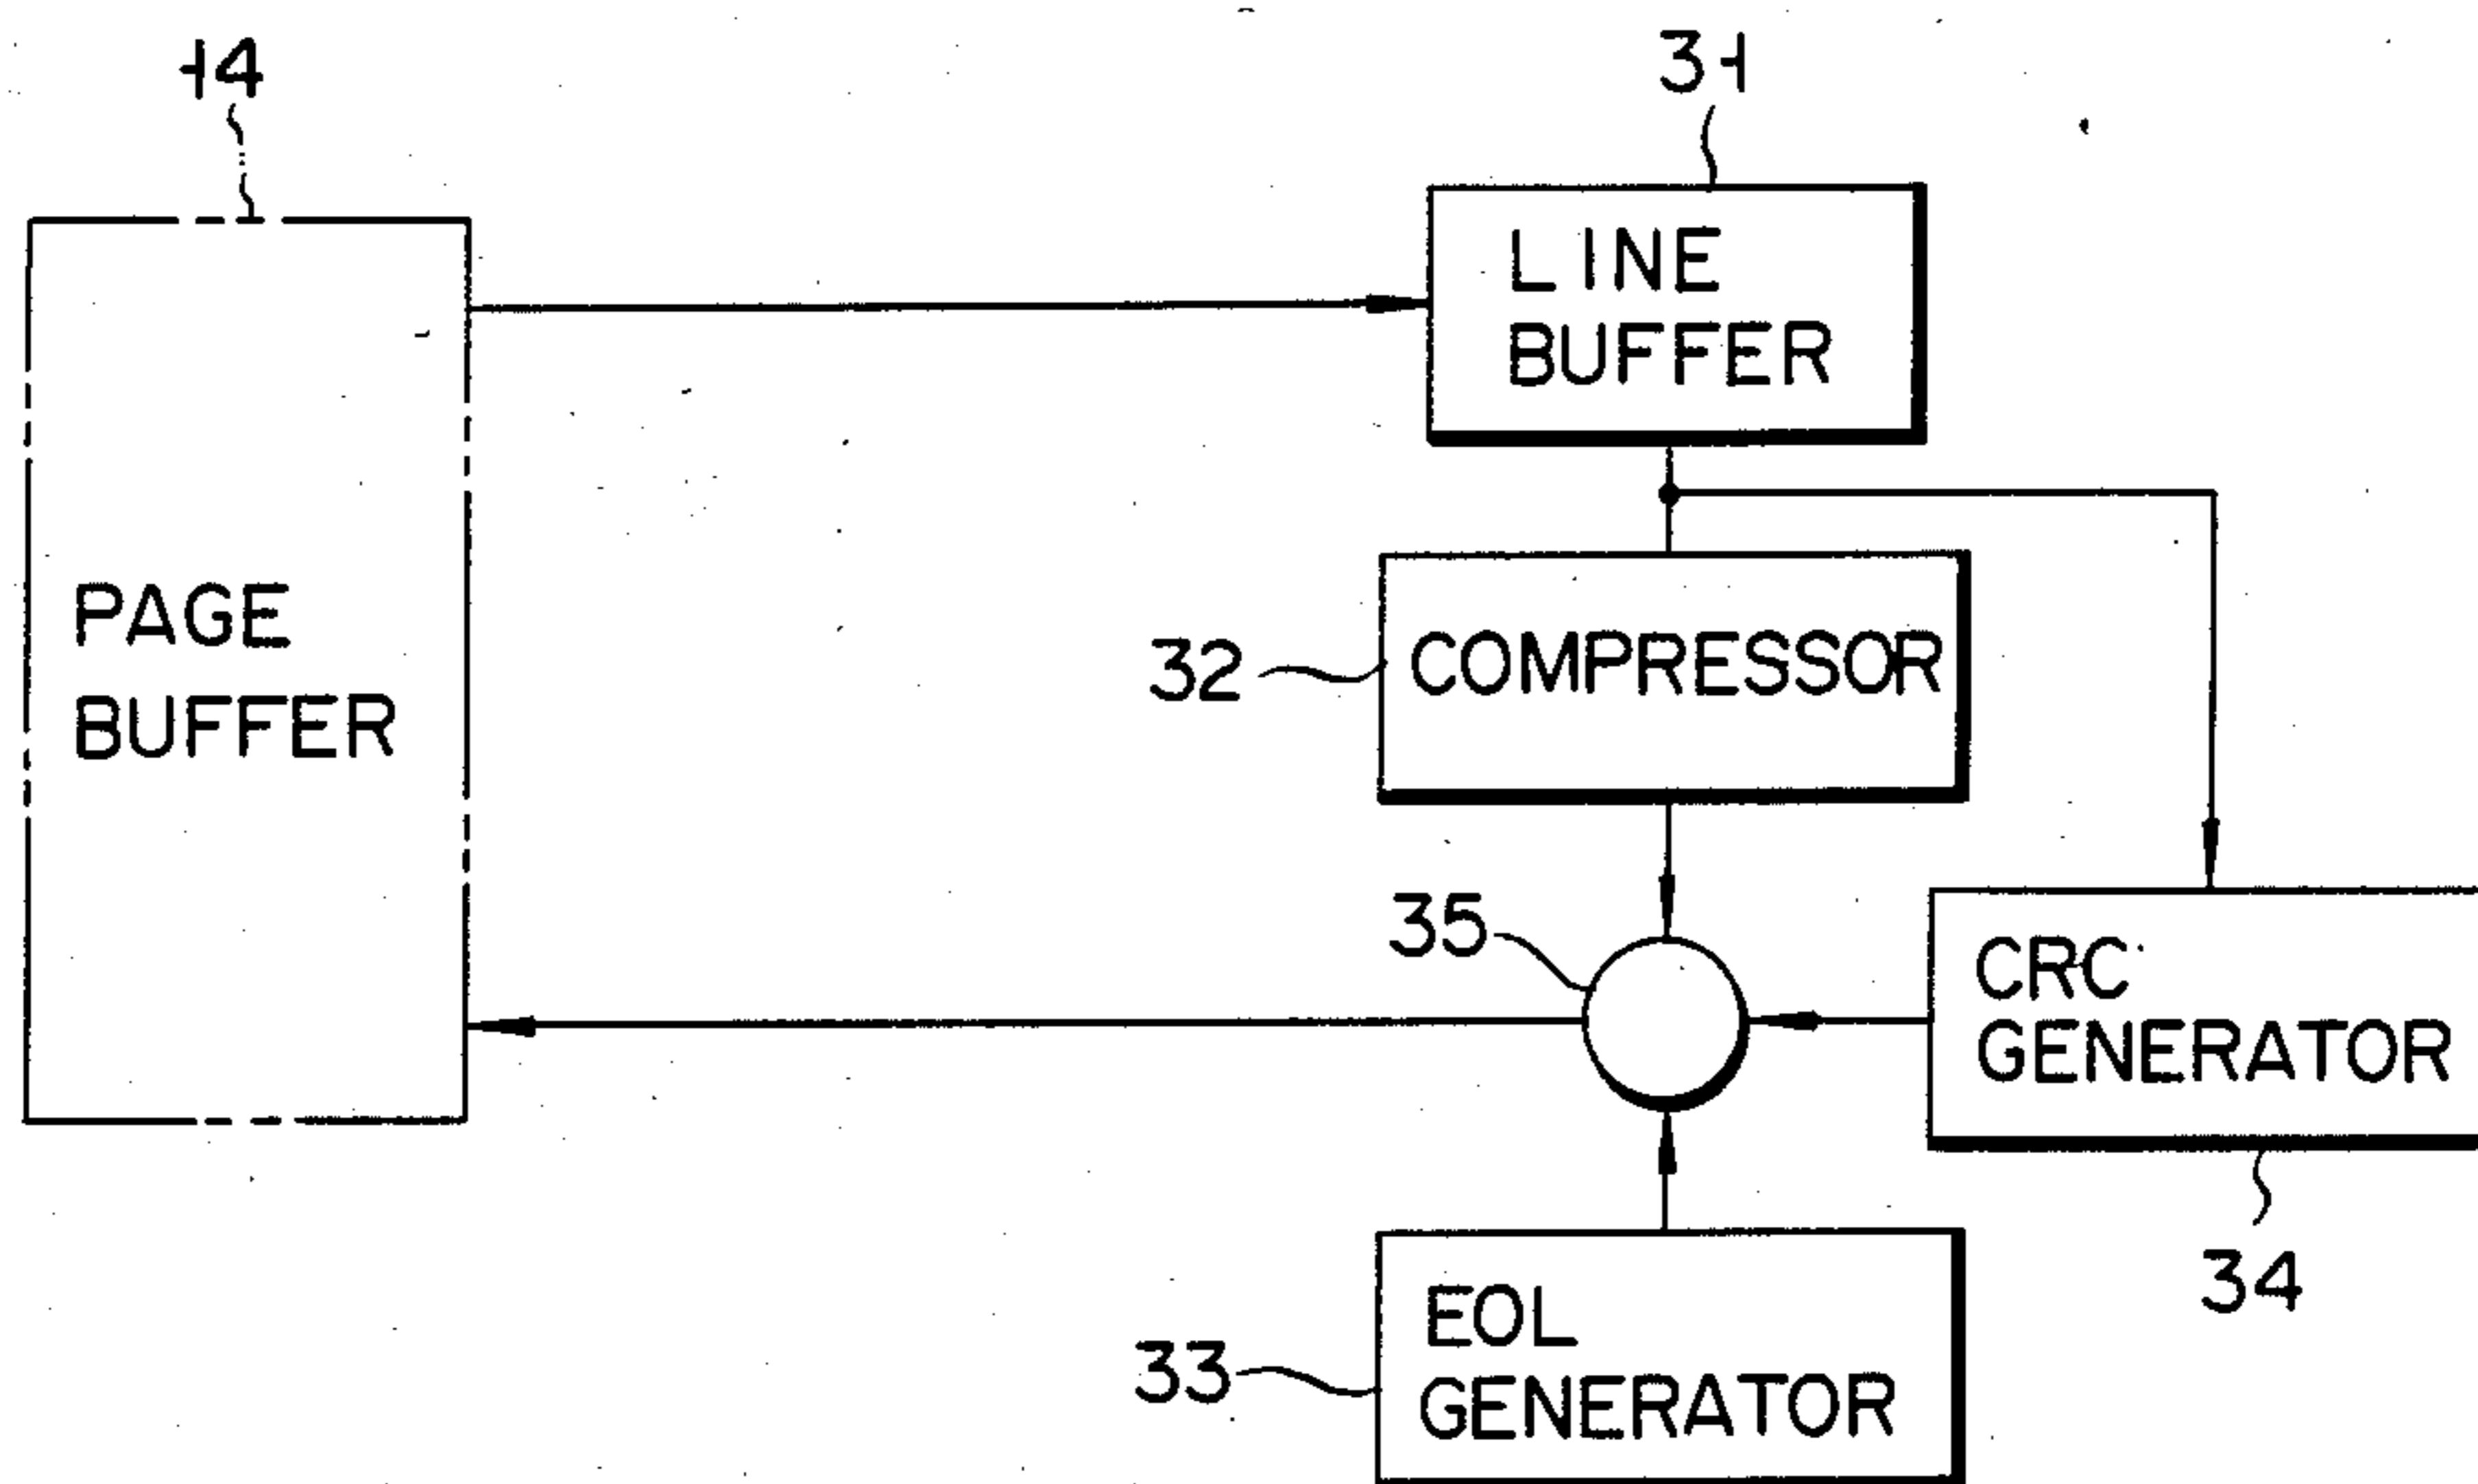 14
31
LINE
BUFFER
PAGE
BUFFER
32
COMPRESSOR
35
CRC
GENERATOR
34
33
EOL
GENERATOR